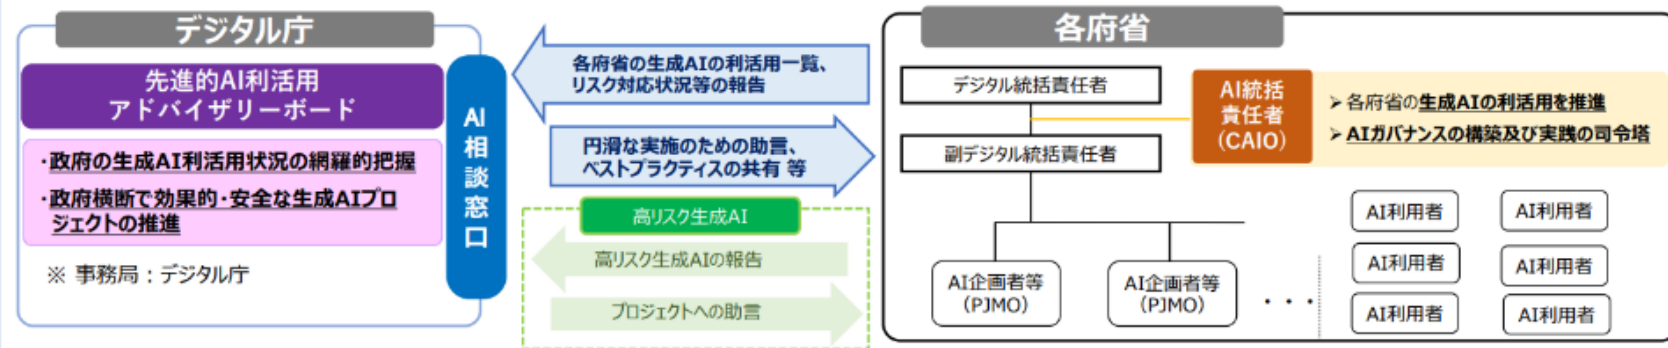 デジタル庁
先進的AI利活用
アドバイザリーボード
・政府の生成AI利活用状況の網羅的把握
・政府横断で効果的・安全な生成AIプロ
ジェクトの推進
※ 事務局：デジタル庁
AI相談窓口
各府省の生成AIの利活用一覧、
リスク対応状況等の報告
円滑な実施のための助言、
ベストプラクティスの共有 等
高リスク生成AI
高リスク生成AIの報告
プロジェクトへの助言
各府省
デジタル統括責任者
副デジタル統括責任者
AI統括
責任者
（CAIO）
➢各府省の生成AIの利活用を推進
➢AIガバナンスの構築及び実践の司令塔
AI企画者等
（PJMO）
AI企画者等
（PJMO）
・・・
AI利用者
AI利用者
AI利用者
AI利用者
AI利用者
AI利用者